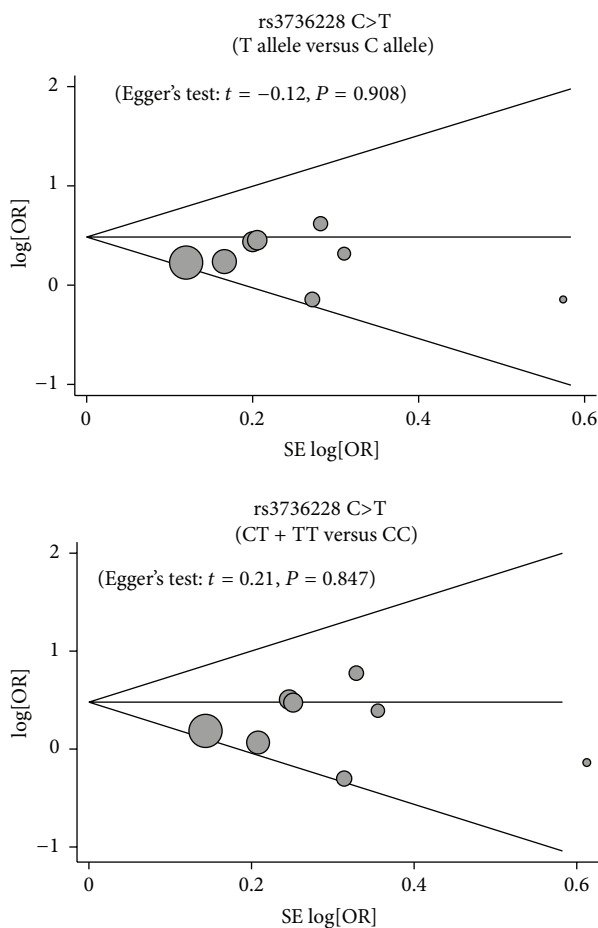 rs3736228 C>T
(T allele versus C allele)
(Egger's test: t = −0.12, P = 0.908)
2
1
0
−1
log[OR]
0
0.2
0.4
0.6
SE log[OR]
rs3736228 C>T
(CT + TT versus CC)
(Egger's test: t = 0.21, P = 0.847)
2
1
0
−1
log[OR]
0
0.2
0.4
0.6
SE log[OR]